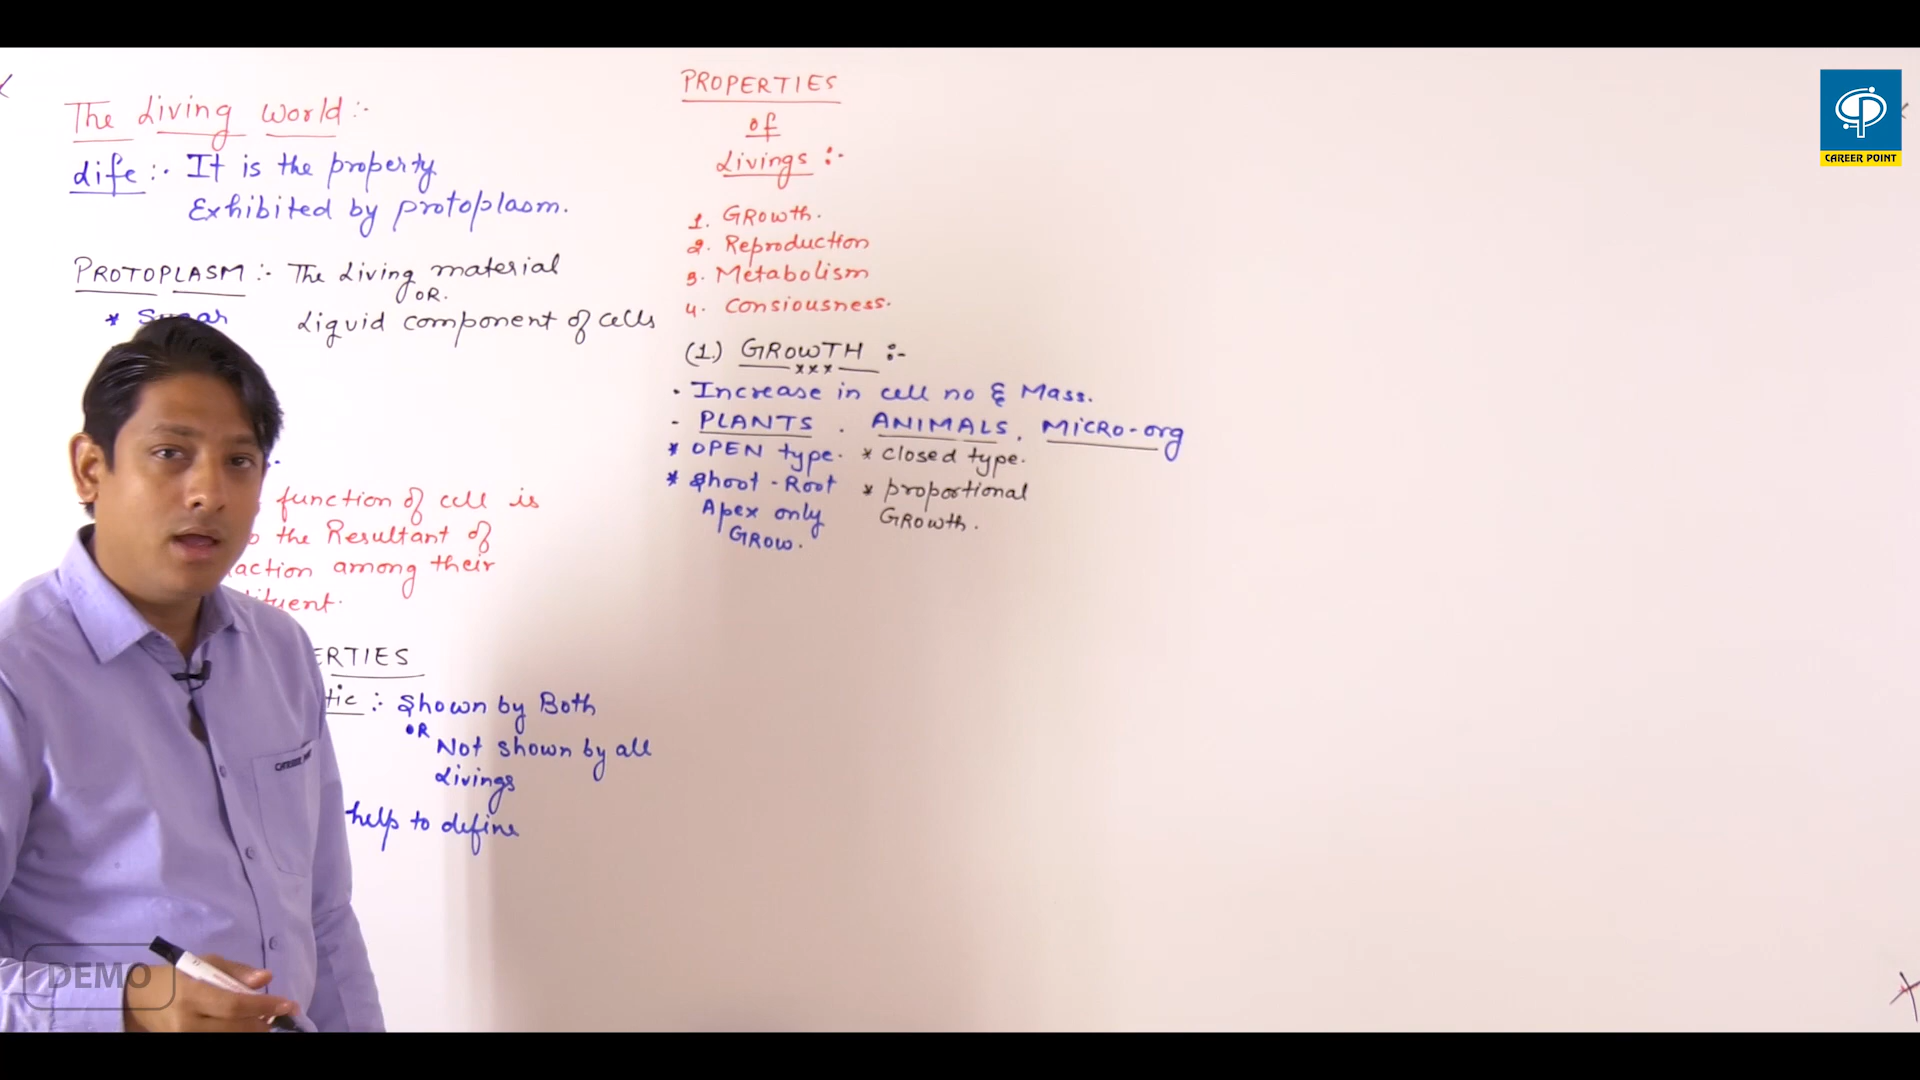 The Living World :-
Life :- It is the property
Exhibited by protoplasm.
PROTOPLASM :- The Living material
OR.
* Sugar Liquid component of cells
function of cell is
the Resultant of
action among their
ERTIES
tic :- Shown by Both
OR
Not shown by all
Livings
help to define
PROPERTIES
of
Livings :-
1. GRowth.
2. Reproduction
3. Metabolism
4. Consiousness.
(1.) GROWTH :-
xxx
· Increase in cell no & Mass.
- PLANTS . ANIMALS, MICRO-org
* OPEN type. * closed type.
* Shoot - Root * proportional
Apex only GRowth.
GROW.
CAREER POINT
DEMO